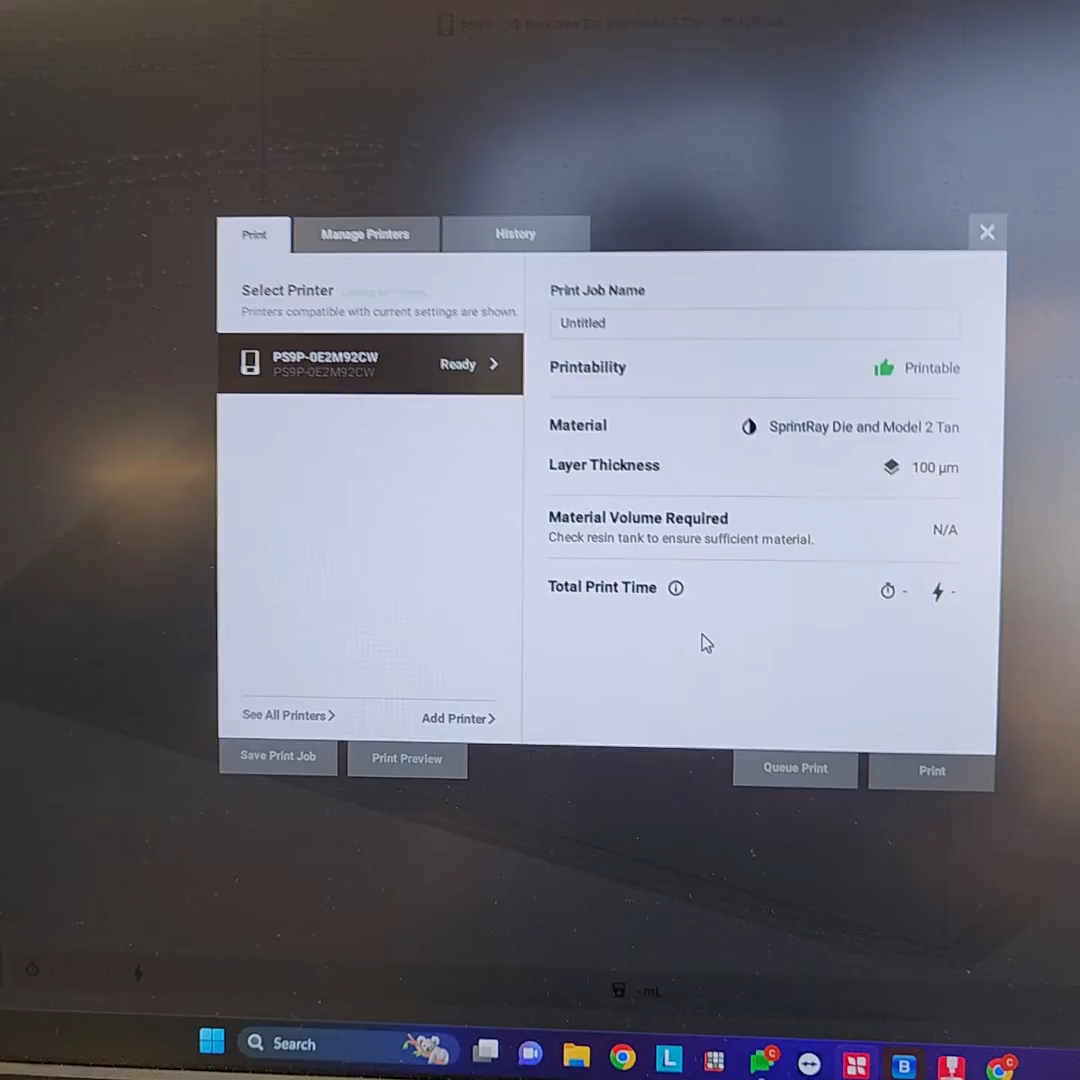 PS9P
Print
Manage Printers
History
Select Printer
Printers compatible with current settings are shown.
PS9P-0E2M92CW
PS9P-0E2M92CW
Ready
See All Printers
Add Printer
Print Job Name
Untitled
Printability
Printable
Material
SprintRay Die and Model 2 Tan
Layer Thickness
100 µm
Material Volume Required
Check resin tank to ensure sufficient material.
N/A
Total Print Time
-
-
Save Print Job
Print Preview
Queue Print
Print
-mL
Search
L
C
B
C